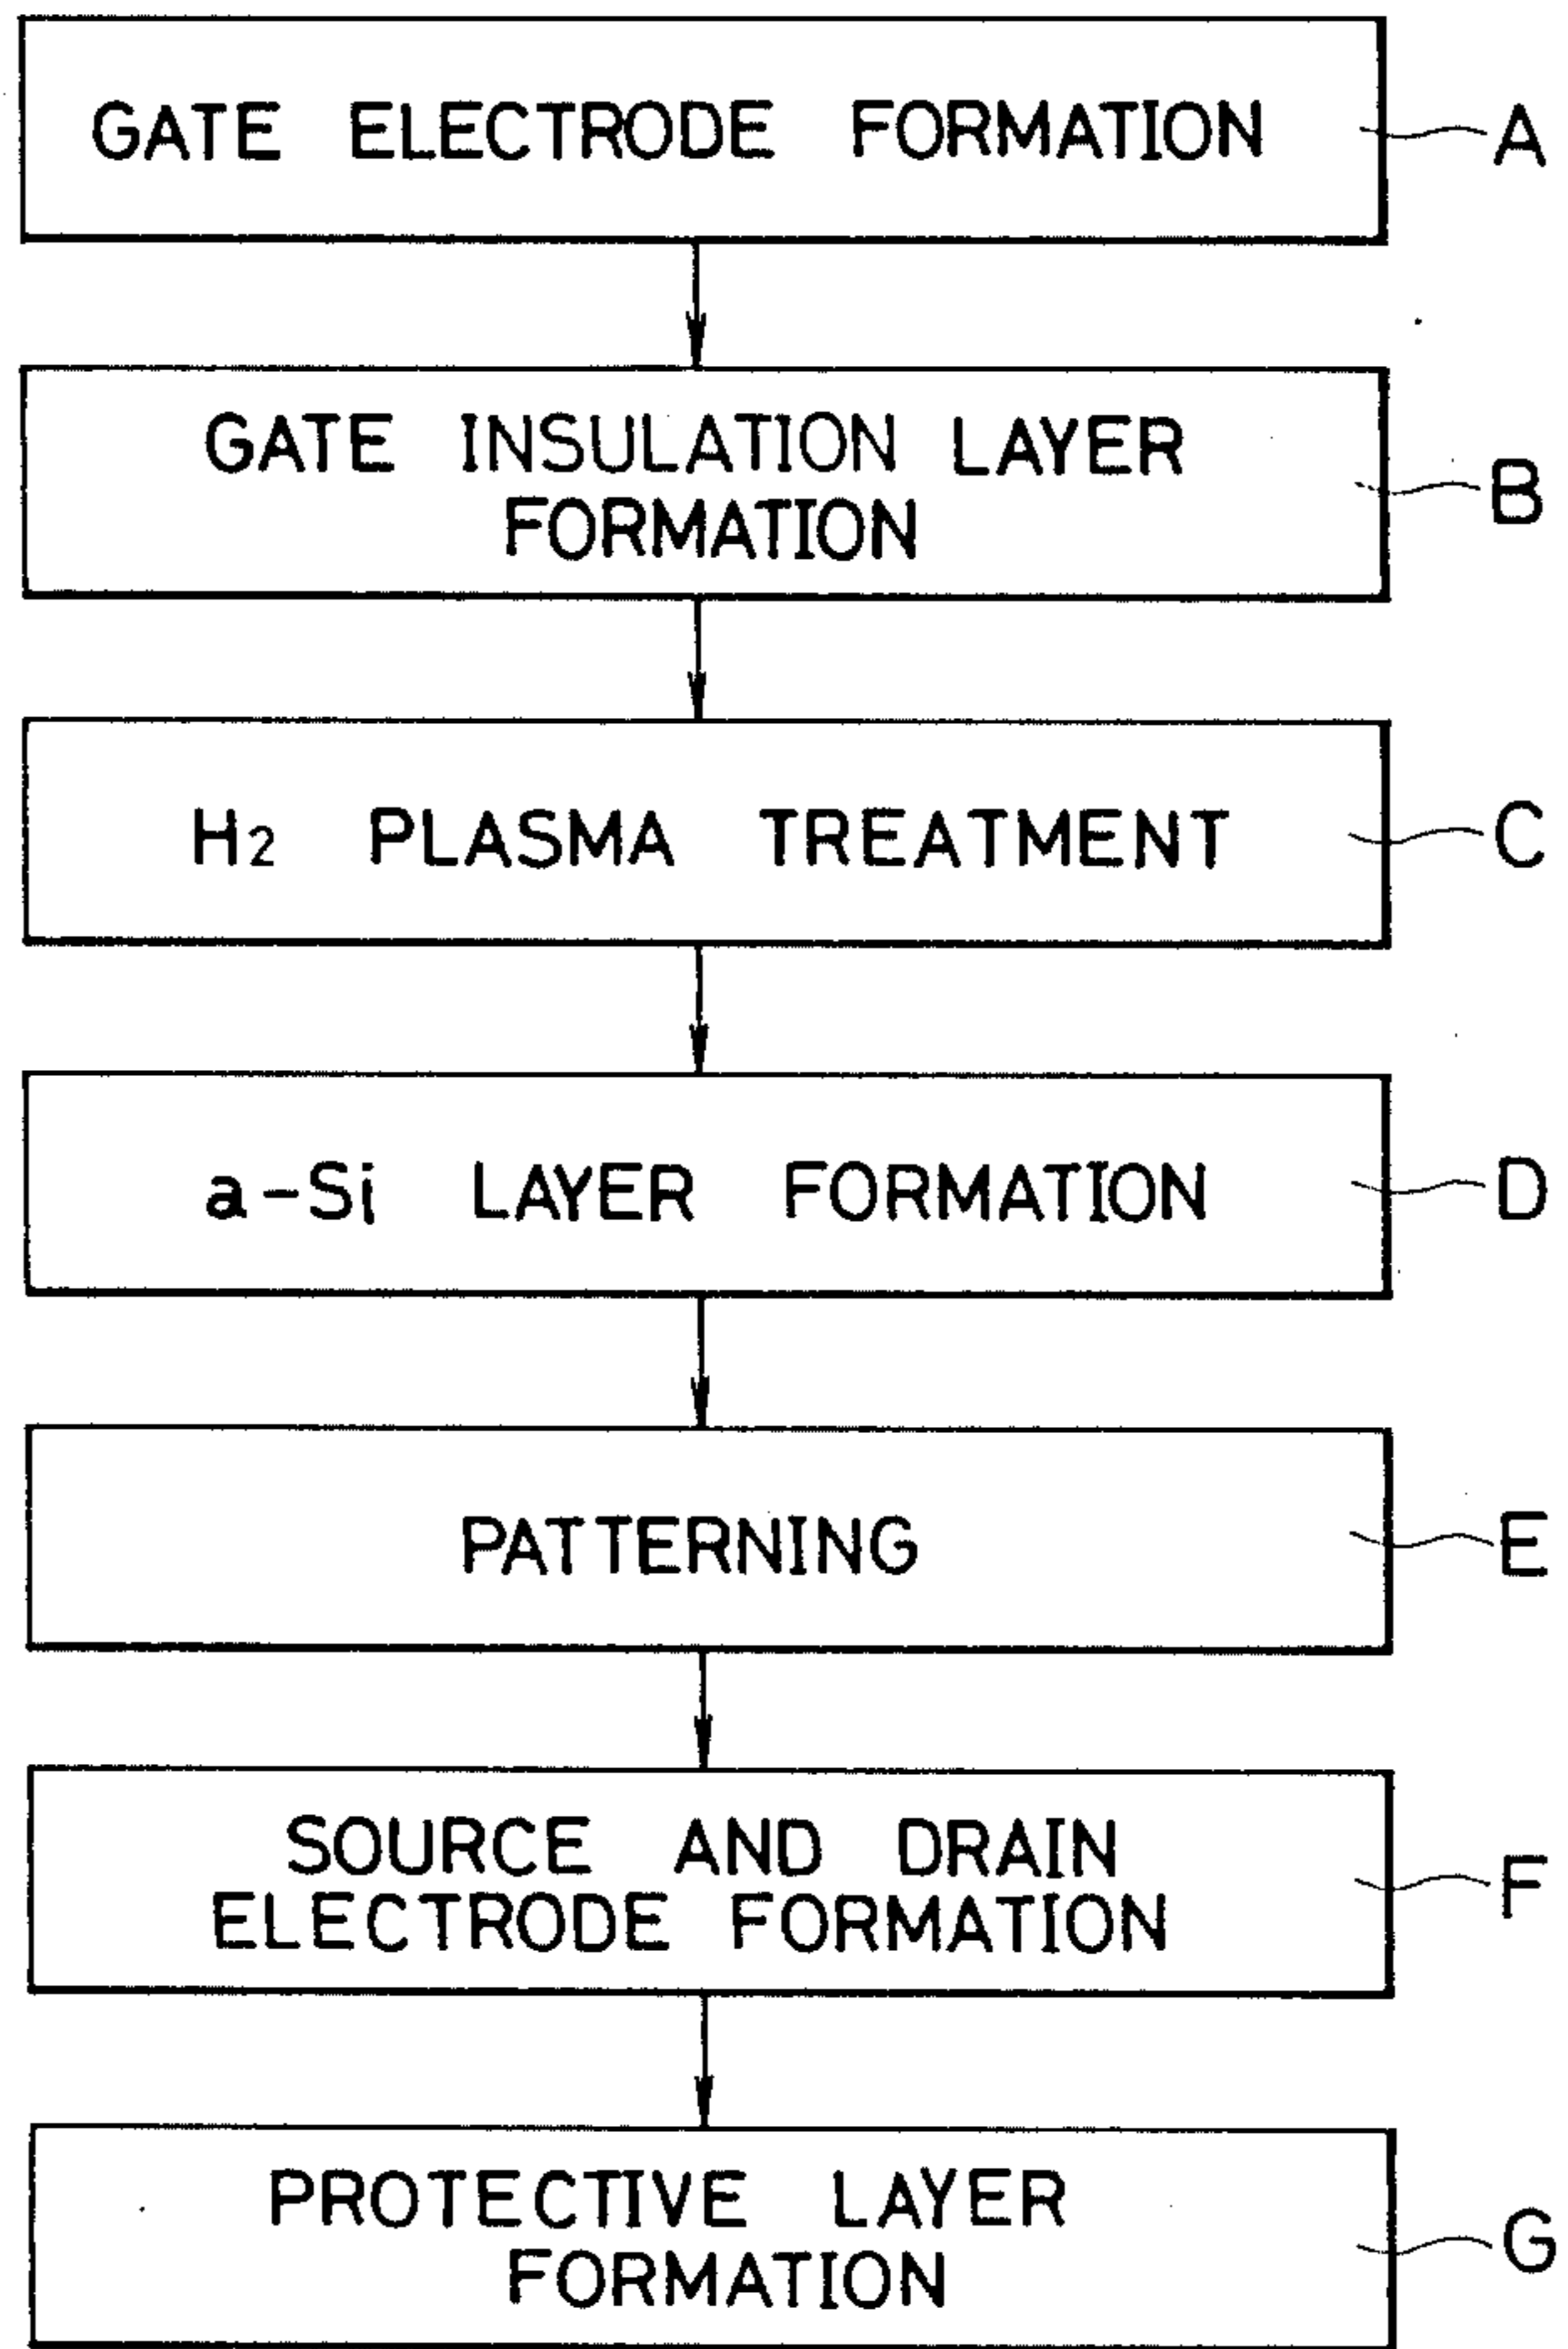 GATE ELECTRODE FORMATION
A
GATE INSULATION LAYER
FORMATION
B
H2 PLASMA TREATMENT
C
a-Si LAYER FORMATION
D
PATTERNING
E
SOURCE AND DRAIN
ELECTRODE FORMATION
F
PROTECTIVE LAYER
FORMATION
G